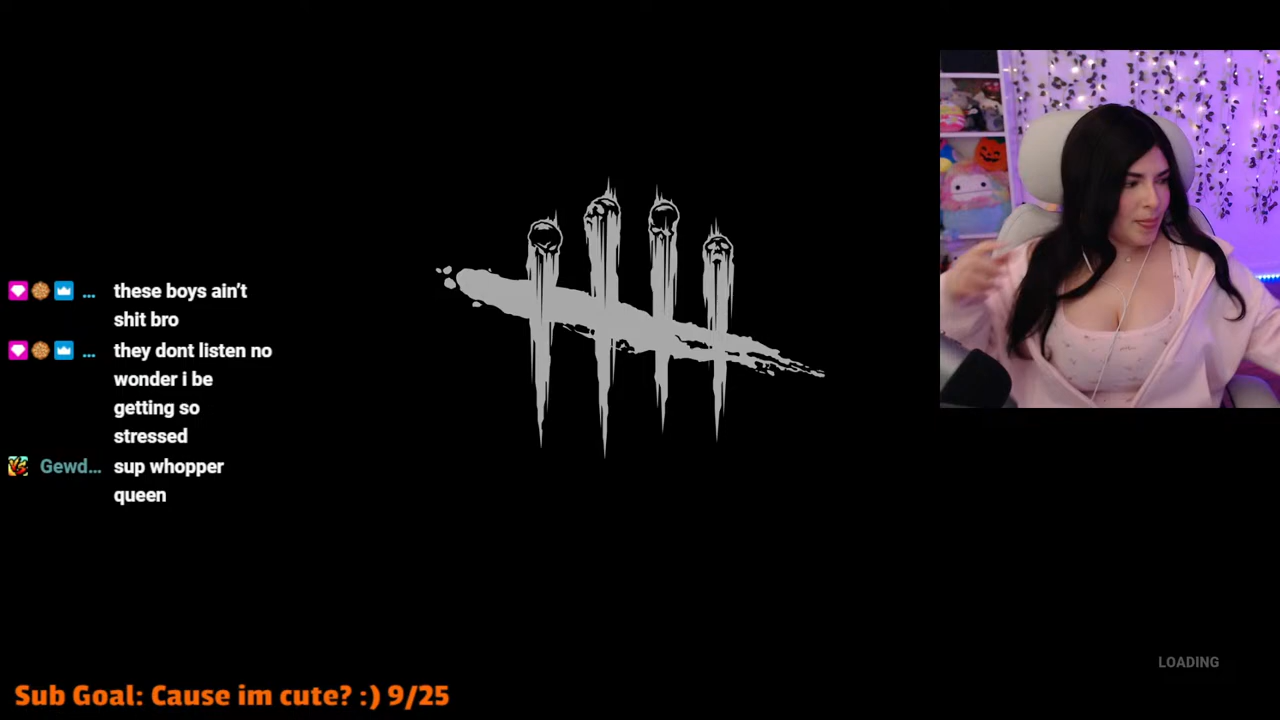 these boys ain't
shit bro
they dont listen no
wonder i be
getting so
stressed
Gewd... sup whopper
queen
LOADING
Sub Goal: Cause im cute? :) 9/25